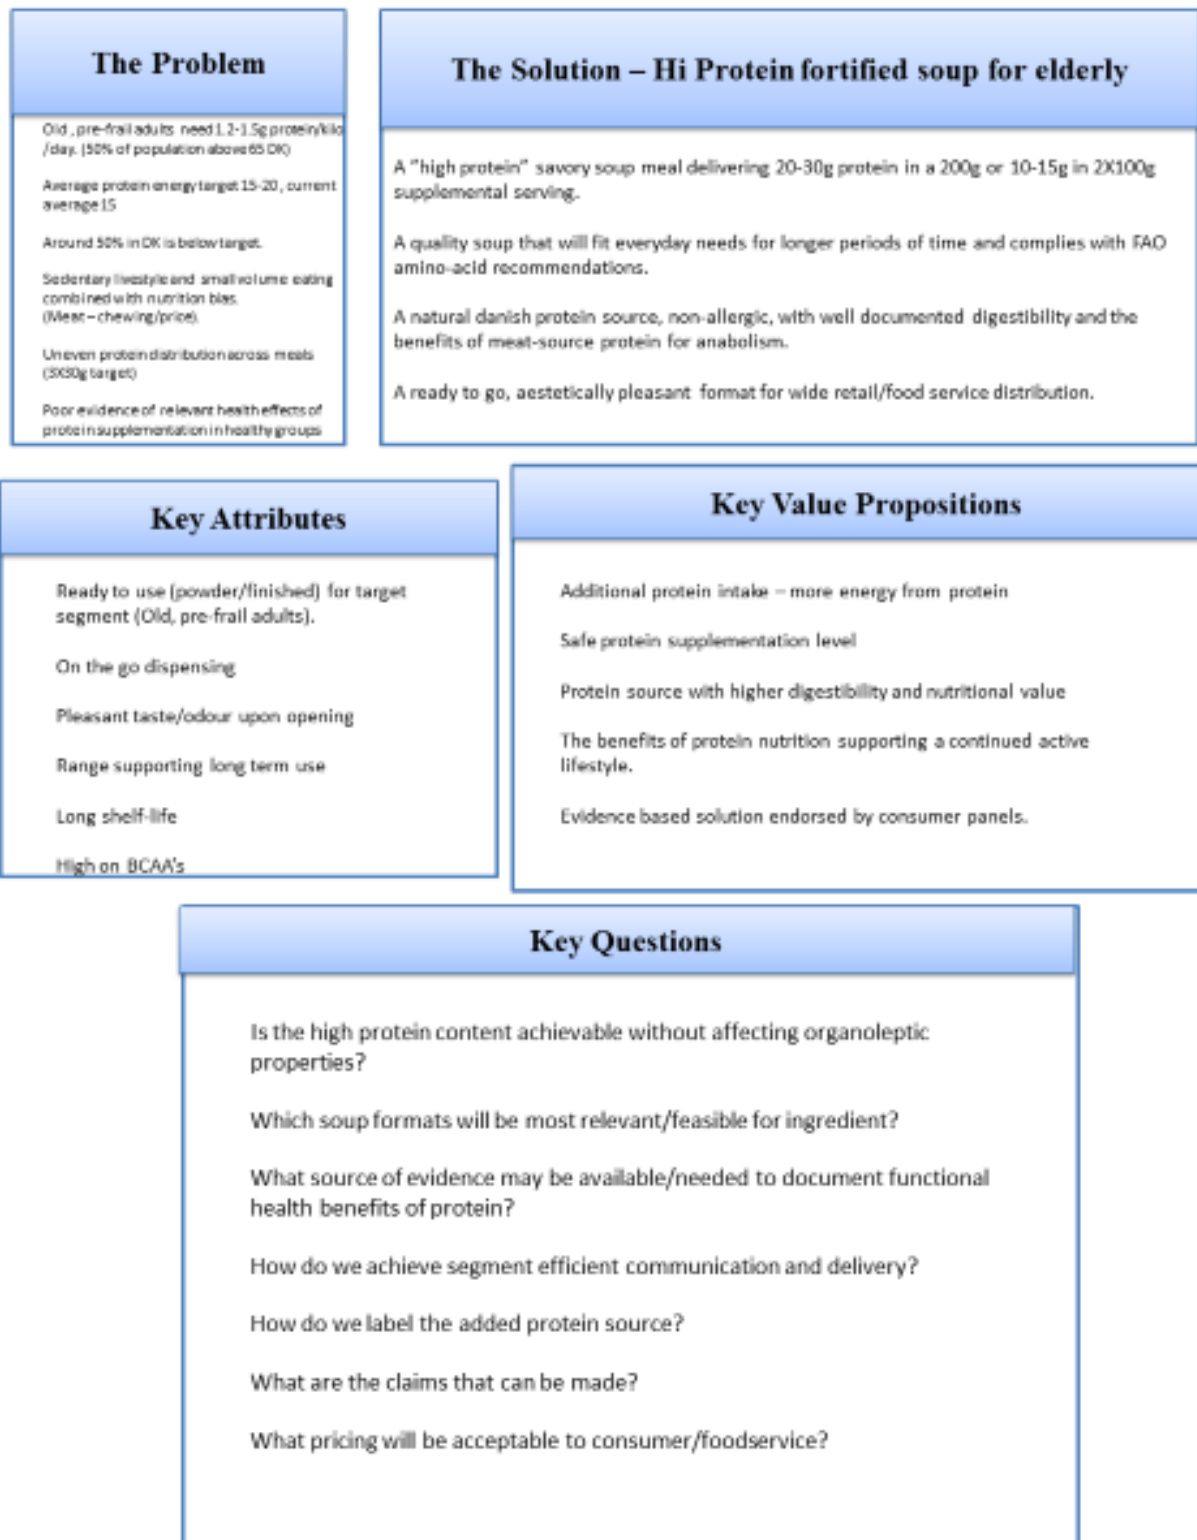 The Problem
Old , pre-frail adults need 1.2-1.5g protein/kilo
/day. (50% of population above 65 DK)
Average protein energy target 15-20 , current
average 15
Around 50% in DK is below target.
Sedentary livestyle and small volume eating
combined with nutrition bias.
(Meat – chewing/price).
Uneven protein distribution across meals
(3X30g target)
Poor evidence of relevant health effects of
protein supplementation in healthy groups
The Solution – Hi Protein fortified soup for elderly
A "high protein" savory soup meal delivering 20-30g protein in a 200g or 10-15g in 2X100g
supplemental serving.
A quality soup that will fit everyday needs for longer periods of time and complies with FAO
amino-acid recommendations.
A natural danish protein source, non-allergic, with well documented digestibility and the
benefits of meat-source protein for anabolism.
A ready to go, aestetically pleasant format for wide retail/food service distribution.
Key Attributes
Ready to use (powder/finished) for target
segment (Old, pre-frail adults).
On the go dispensing
Pleasant taste/odour upon opening
Range supporting long term use
Long shelf-life
High on BCAA's
Key Value Propositions
Additional protein intake – more energy from protein
Safe protein supplementation level
Protein source with higher digestibility and nutritional value
The benefits of protein nutrition supporting a continued active
lifestyle.
Evidence based solution endorsed by consumer panels.
Key Questions
Is the high protein content achievable without affecting organoleptic
properties?
Which soup formats will be most relevant/feasible for ingredient?
What source of evidence may be available/needed to document functional
health benefits of protein?
How do we achieve segment efficient communication and delivery?
How do we label the added protein source?
What are the claims that can be made?
What pricing will be acceptable to consumer/foodservice?